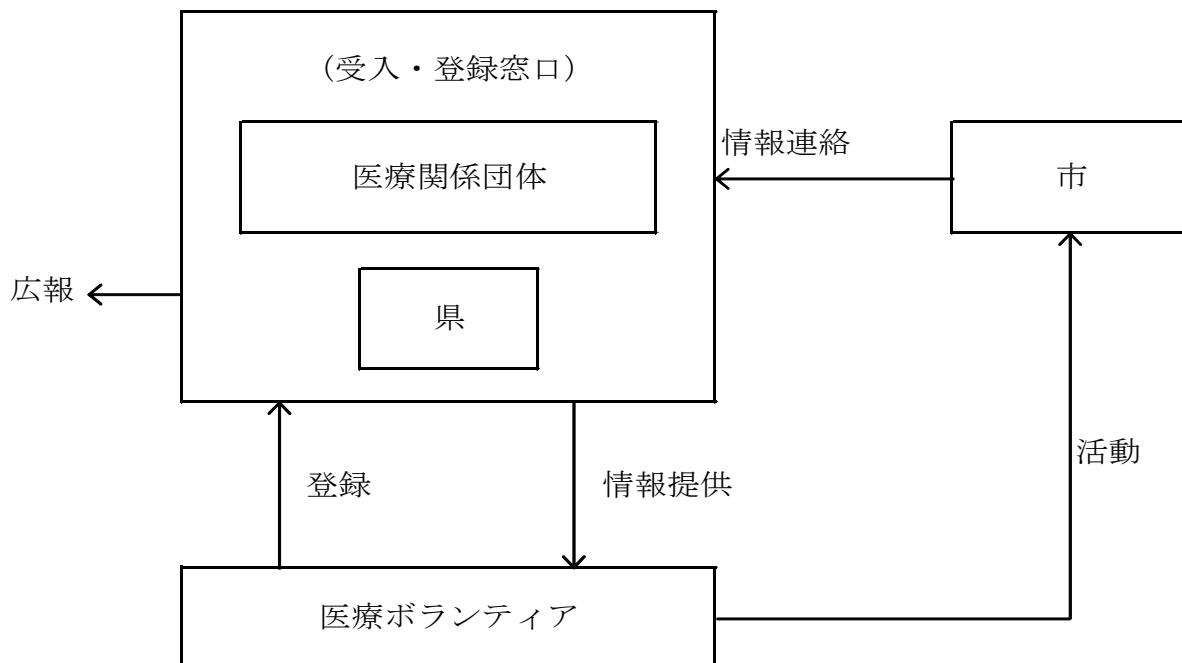 (受入・登録窓口)
医療関係団体
情報連絡
市
広報
県
登録
情報提供
活動
医療ボランティア